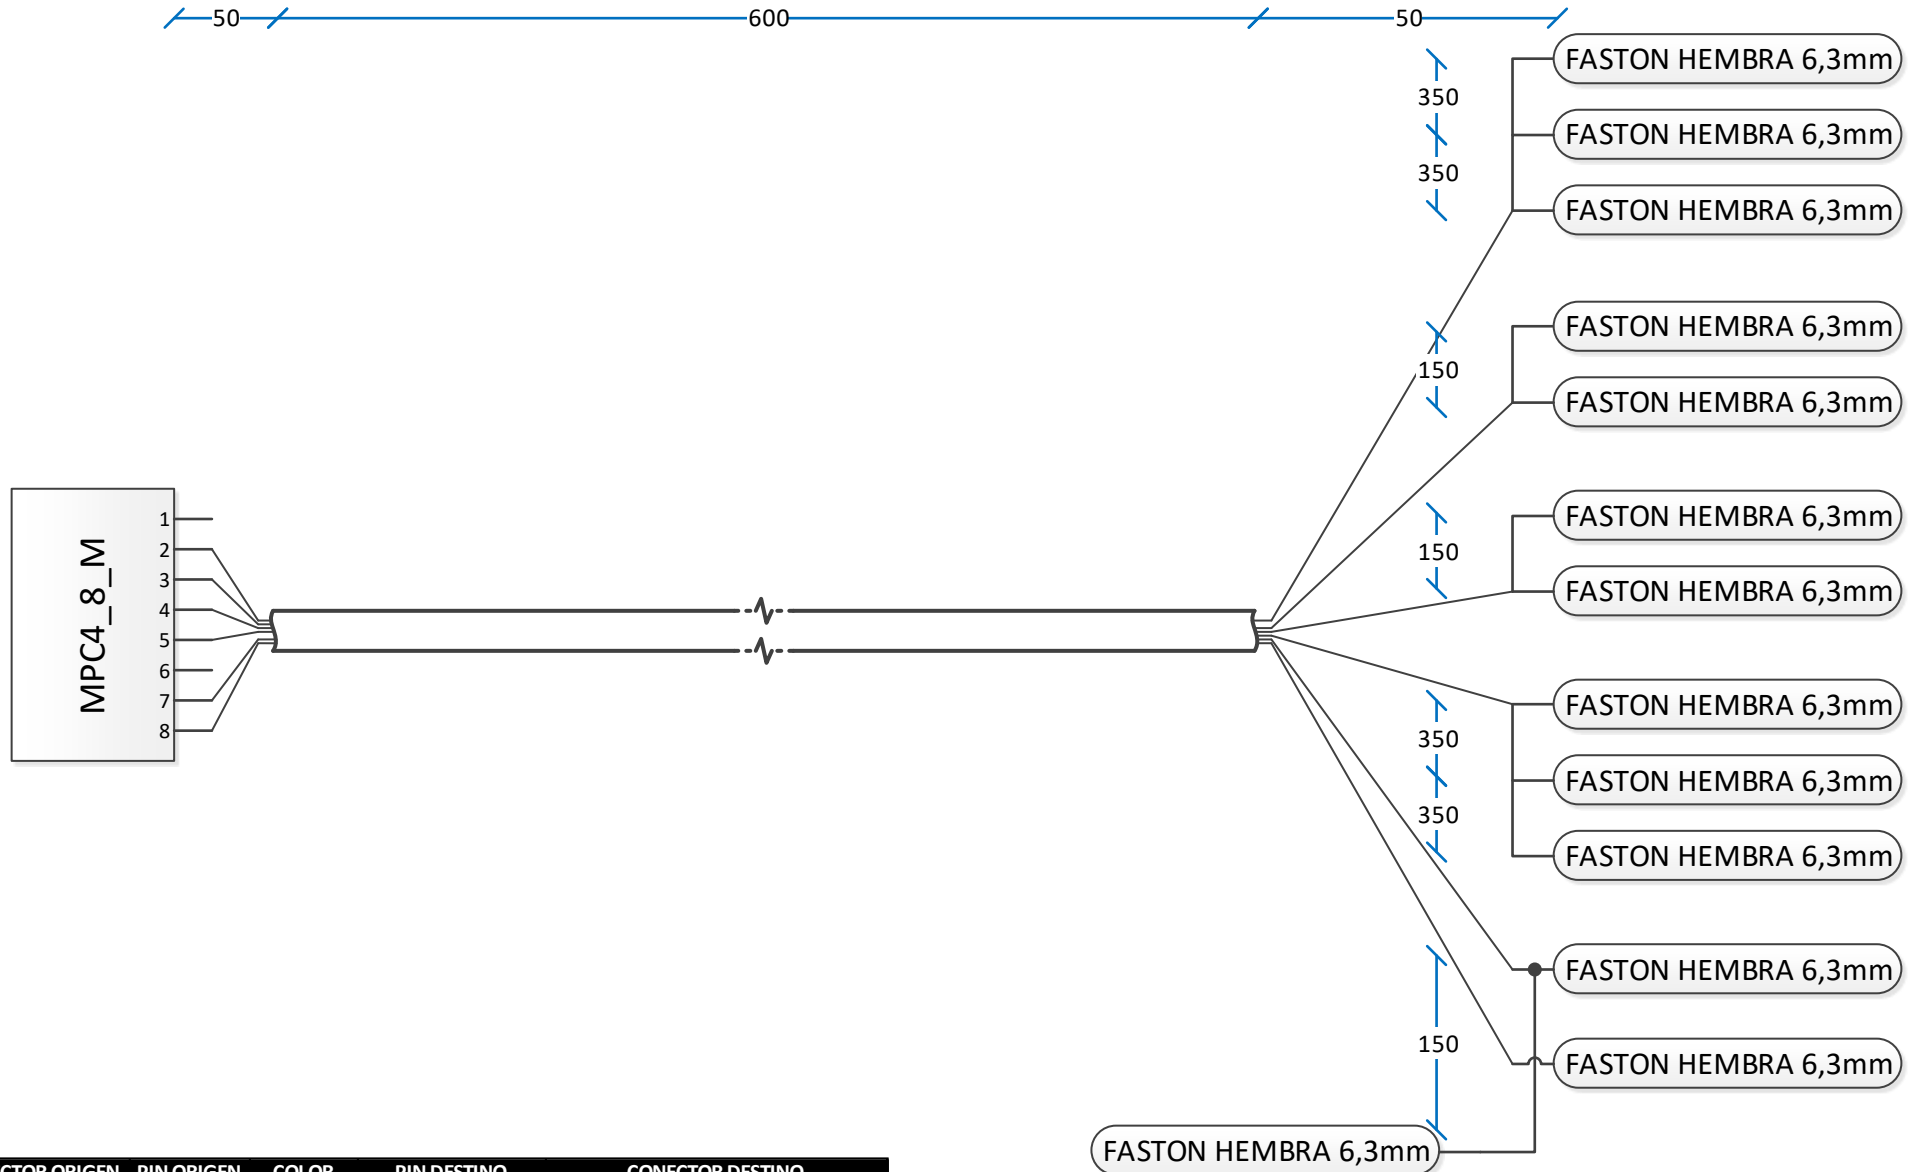 50 600 50
FASTON HEMBRA 6,3mm
350
FASTON HEMBRA 6,3mm
350
FASTON HEMBRA 6,3mm
FASTON HEMBRA 6,3mm
150
FASTON HEMBRA 6,3mm
MPC4_8_M
1
2
3
4
5
6
7
8
FASTON HEMBRA 6,3mm
150
FASTON HEMBRA 6,3mm
FASTON HEMBRA 6,3mm
350
FASTON HEMBRA 6,3mm
350
FASTON HEMBRA 6,3mm
FASTON HEMBRA 6,3mm
150
FASTON HEMBRA 6,3mm
FASTON HEMBRA 6,3mm
CTOR ORIGEN PIN ORIGEN COLOR PIN DESTINO CONECTOR DESTINO